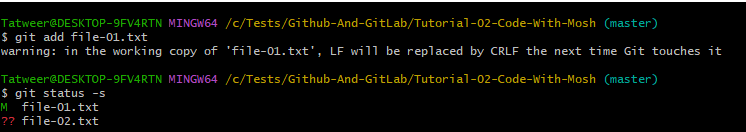 Tatweer@DESKTOP-9FV4RTN MINGW64 /c/Tests/Github-And-GitLab/Tutorial-02-Code-With-Mosh (master)
$ git add file-01.txt
warning: in the working copy of 'file-01.txt', LF will be replaced by CRLF the next time Git touches it
Tatweer@DESKTOP-9FV4RTN MINGW64 /c/Tests/Github-And-GitLab/Tutorial-02-Code-With-Mosh (master)
$ git status -s
M  file-01.txt
?? file-02.txt